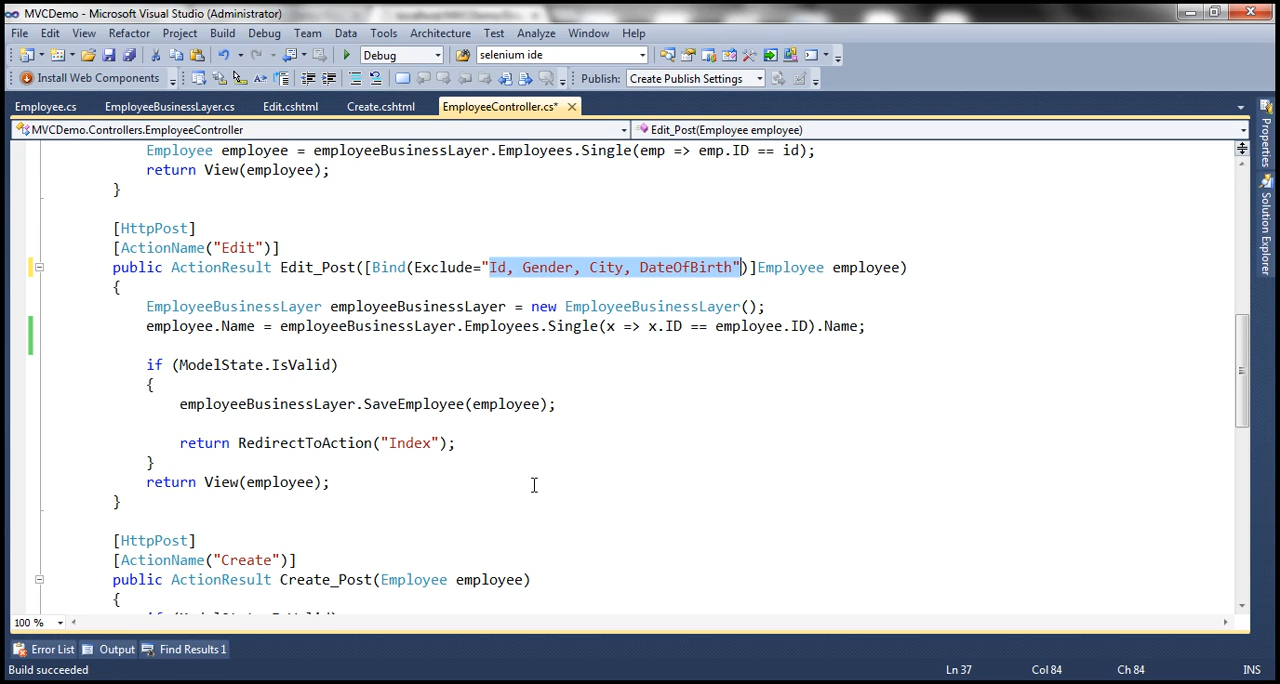 MVCDemo - Microsoft Visual Studio (Administrator)
File Edit View Refactor Project Build Debug Team Data Tools Architecture Test Analyze Window Help
Debug selenium ide
Install Web Components Publish: Create Publish Settings
Employee.cs EmployeeBusinessLayer.cs Edit.cshtml Create.cshtml EmployeeController.cs*
MVCDemo.Controllers.EmployeeController Edit_Post(Employee employee)
Employee employee = employeeBusinessLayer.Employees.Single(emp => emp.ID == id);
return View(employee);
}
[HttpPost]
[ActionName("Edit")]
public ActionResult Edit_Post([Bind(Exclude="Id, Gender, City, DateOfBirth")]Employee employee)
{
EmployeeBusinessLayer employeeBusinessLayer = new EmployeeBusinessLayer();
employee.Name = employeeBusinessLayer.Employees.Single(x => x.ID == employee.ID).Name;
if (ModelState.IsValid)
{
employeeBusinessLayer.SaveEmployee(employee);
return RedirectToAction("Index");
}
return View(employee);
}
[HttpPost]
[ActionName("Create")]
public ActionResult Create_Post(Employee employee)
{
100 %
Error List Output Find Results 1
Build succeeded Ln 37 Col 84 Ch 84 INS
Properties
Solution Explorer